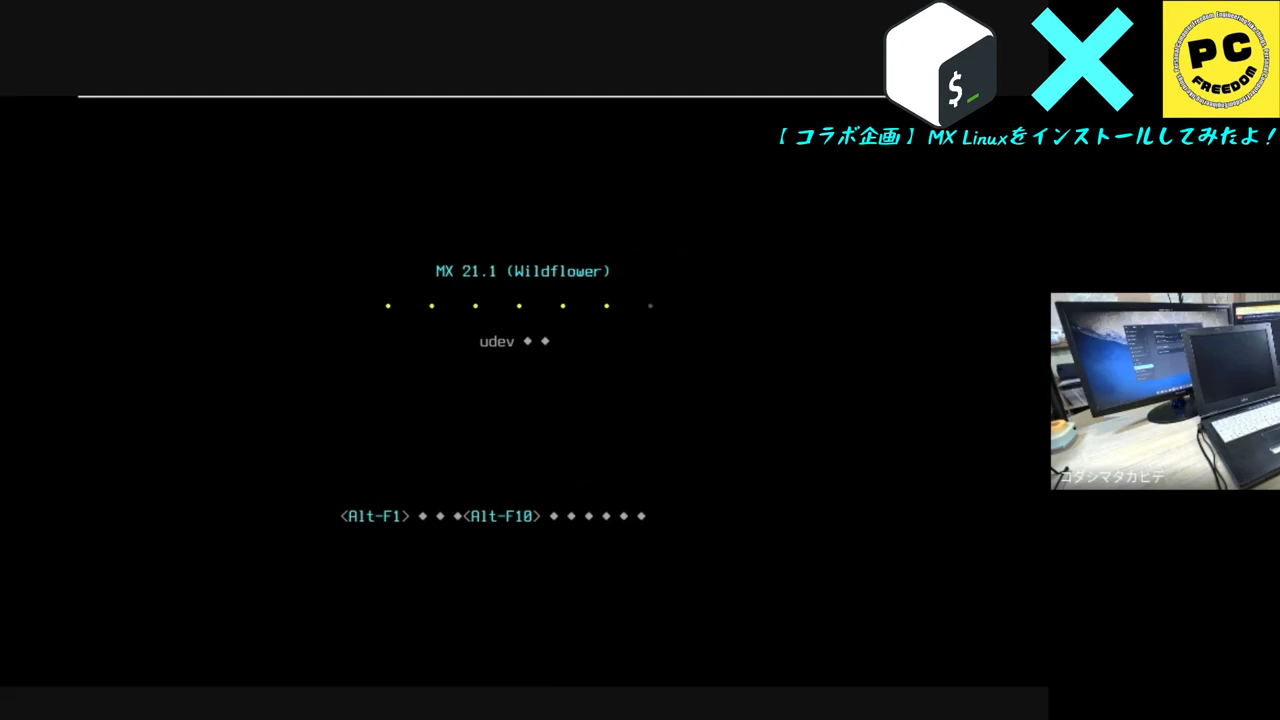 $_
PC
FREEDOM
【コラボ企画】MX Linuxをインストールしてみたよ！
MX 21.1 (Wildflower)
udev ◆ ◆
<Alt-F1> ◆ ◆ ◆<Alt-F10> ◆ ◆ ◆ ◆ ◆ ◆
コダシマタカヒデ